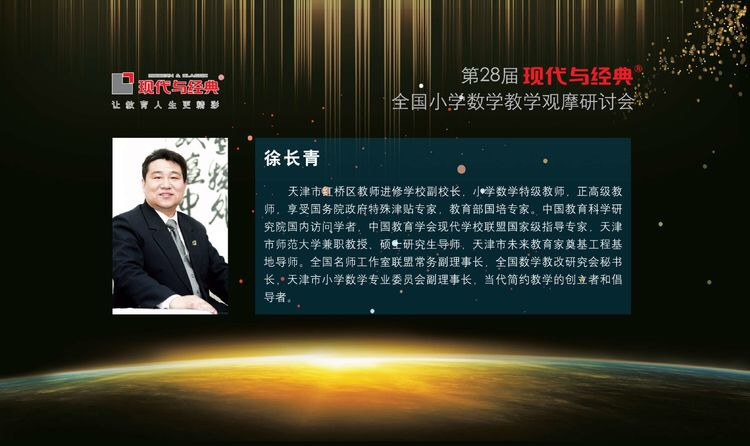 MODERN & CLASSIC
现代与经典
让教育人生更精彩
第28届 现代与经典®
全国小学数学教学观摩研讨会
徐长青
天津市红桥区教师进修学校副校长，小学数学特级教师，正高级教
师，享受国务院政府特殊津贴专家，教育部国培专家。中国教育科学研
究院国内访问学者，中国教育学会现代学校联盟国家级指导专家，天津
市师范大学兼职教授、硕士研究生导师，天津市未来教育家奠基工程基
地导师。全国名师工作室联盟常务副理事长，全国数学教改研究会秘书
长，天津市小学数学专业委员会副理事长，当代简约教学的创立者和倡
导者。